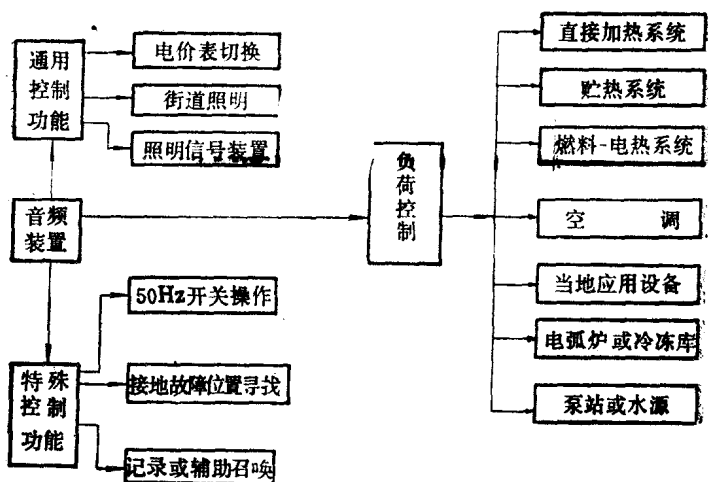 通用
控制
功能
电价表切换
街道照明
照明信号装置
音频
装置
特殊
控制
功能
50Hz开关操作
接地故障位置寻找
记录或辅助召唤
负
荷
控
制
直接加热系统
贮热系统
燃料-电热系统
空 调
当地应用设备
电弧炉或冷冻库
泵站或水源